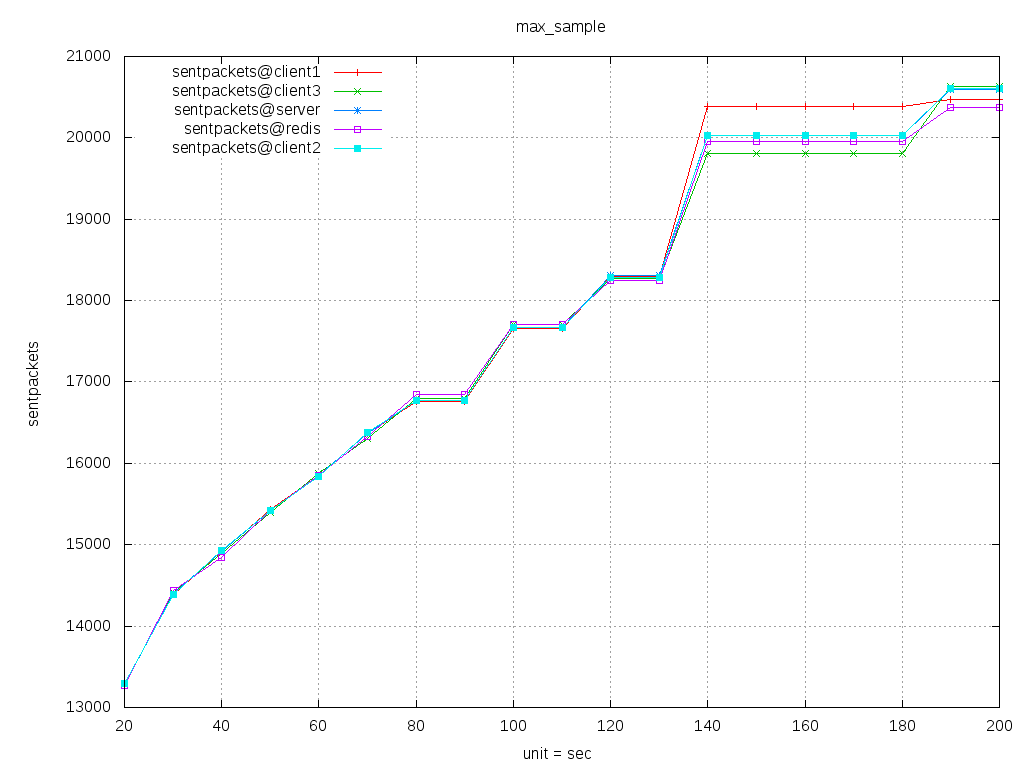 max_sample
21000
20000
19000
18000
17000
16000
15000
14000
13000
sentpackets
sentpackets@client1
sentpackets@client3
sentpackets@server
sentpackets@redis
sentpackets@client2
20 40 60 80 100 120 140 160 180 200
unit = sec